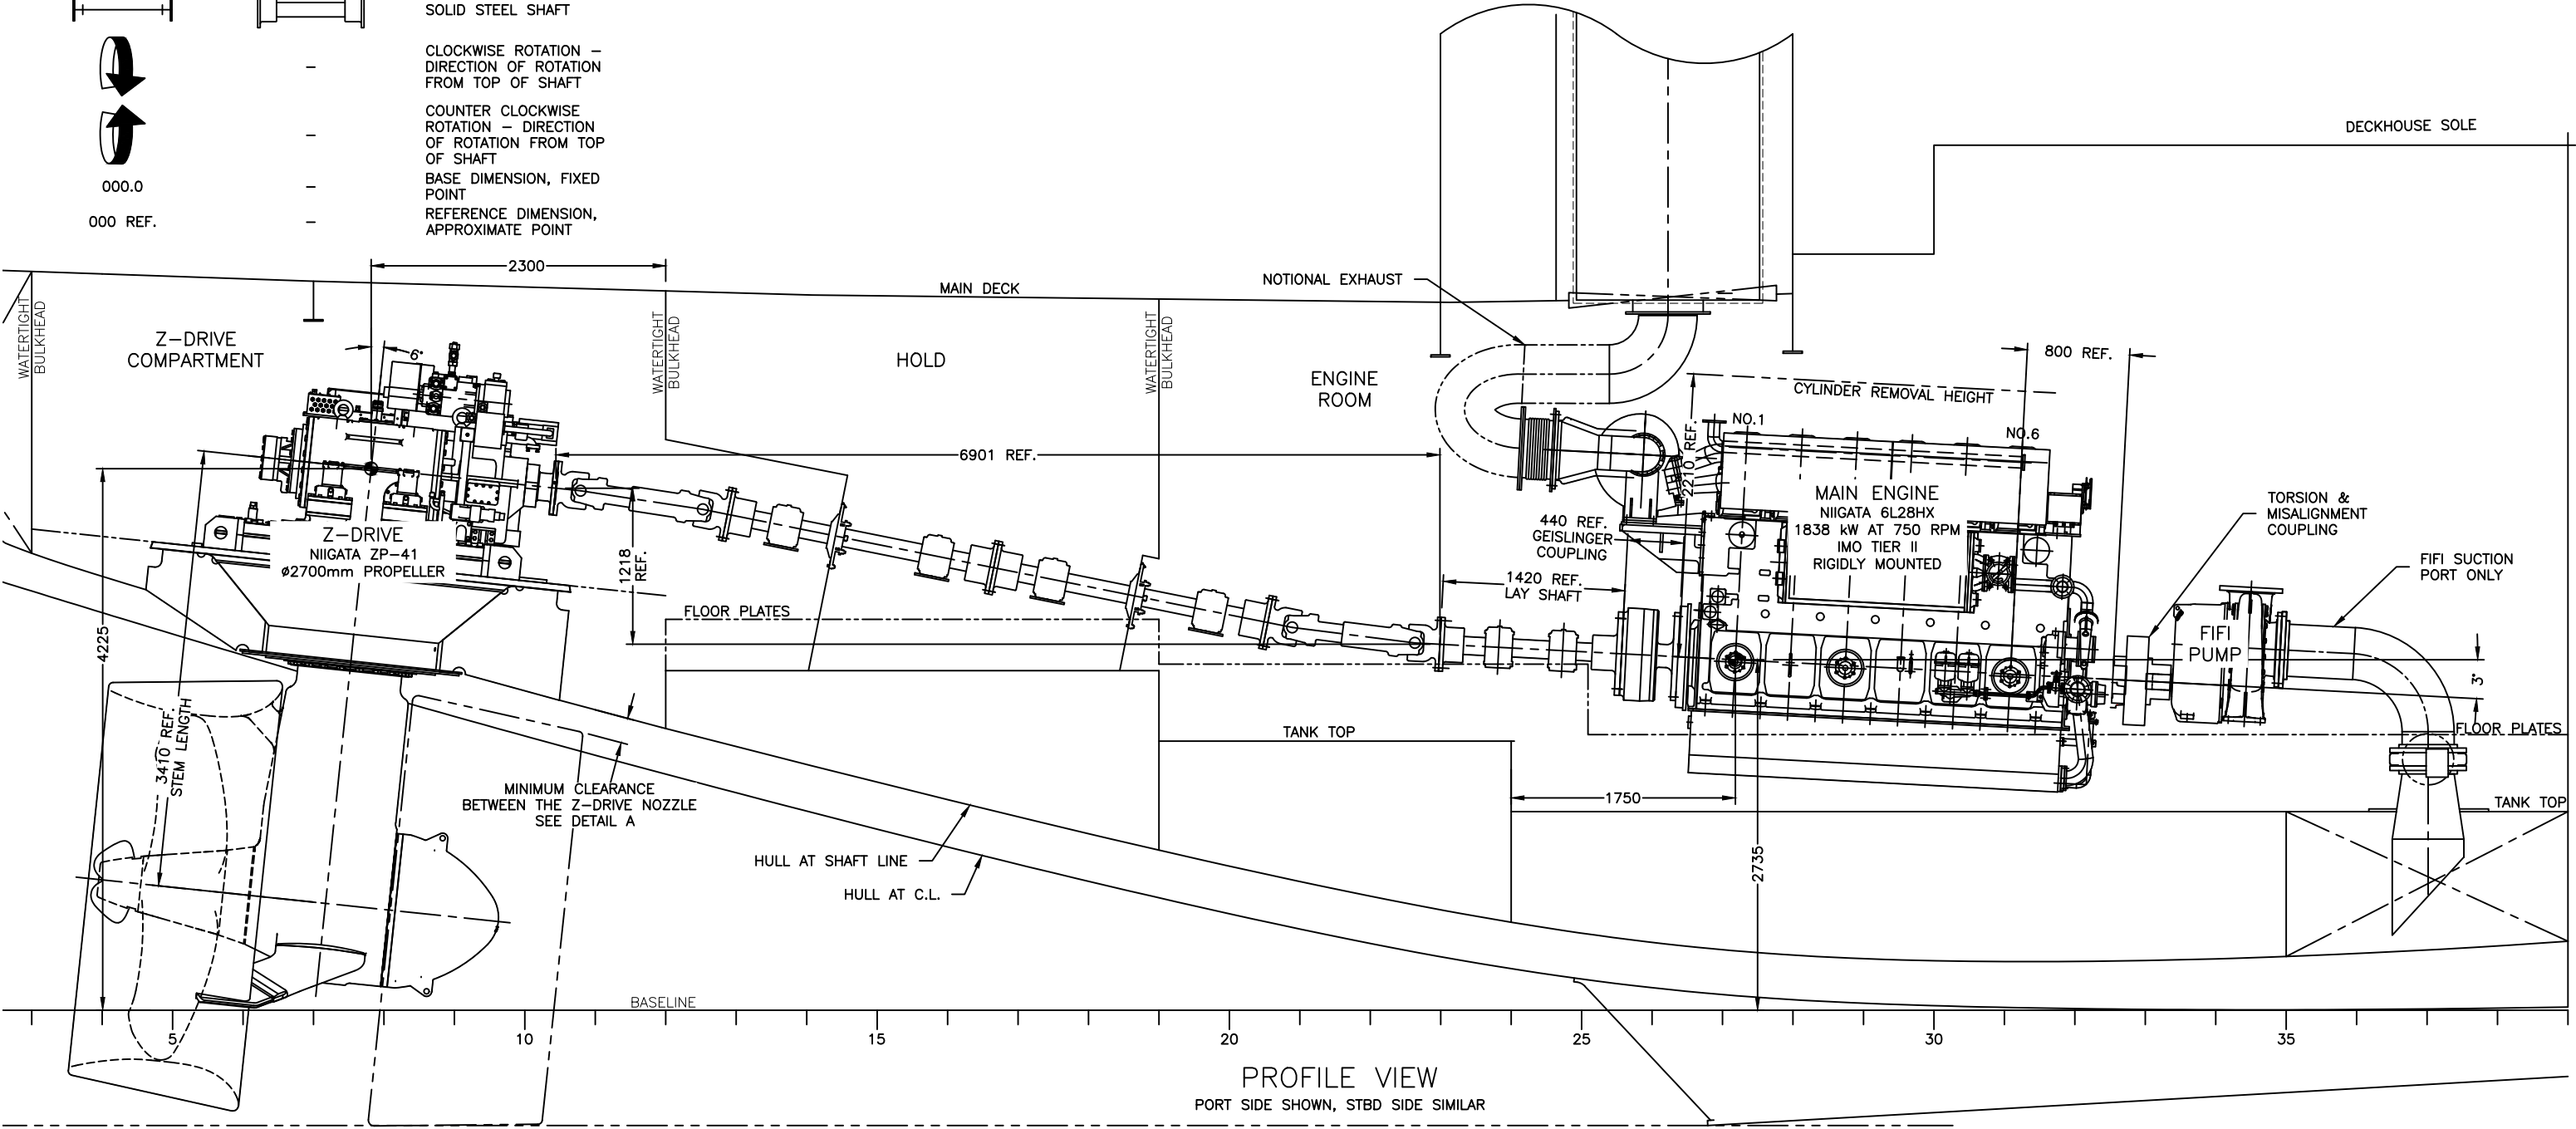 SOLID STEEL SHAFT
–
CLOCKWISE ROTATION –
DIRECTION OF ROTATION
FROM TOP OF SHAFT
–
COUNTER CLOCKWISE
ROTATION – DIRECTION
OF ROTATION FROM TOP
OF SHAFT
000.0
–
BASE DIMENSION, FIXED
POINT
000 REF.
–
REFERENCE DIMENSION,
APPROXIMATE POINT
DECKHOUSE SOLE
2300
MAIN DECK
NOTIONAL EXHAUST
WATERTIGHT
BULKHEAD
Z–DRIVE
COMPARTMENT
6°
WATERTIGHT
BULKHEAD
HOLD
WATERTIGHT
BULKHEAD
ENGINE
ROOM
800 REF.
CYLINDER REMOVAL HEIGHT
NO.1
NO.6
6901 REF.
2210 REF.
MAIN ENGINE
NIIGATA 6L28HX
1838 kW AT 750 RPM
IMO TIER II
RIGIDLY MOUNTED
TORSION &
MISALIGNMENT
COUPLING
440 REF.
GEISLINGER
COUPLING
Z–DRIVE
NIIGATA ZP–41
ø2700mm PROPELLER
1218
REF.
1420 REF.
LAY SHAFT
FIFI SUCTION
PORT ONLY
FLOOR PLATES
4225
FIFI
PUMP
3°
3410 REF.
STEM LENGTH
TANK TOP
FLOOR PLATES
MINIMUM CLEARANCE
BETWEEN THE Z–DRIVE NOZZLE
SEE DETAIL A
1750
TANK TOP
HULL AT SHAFT LINE
2735
HULL AT C.L.
BASELINE
5
10
15
20
25
30
35
PROFILE VIEW
PORT SIDE SHOWN, STBD SIDE SIMILAR